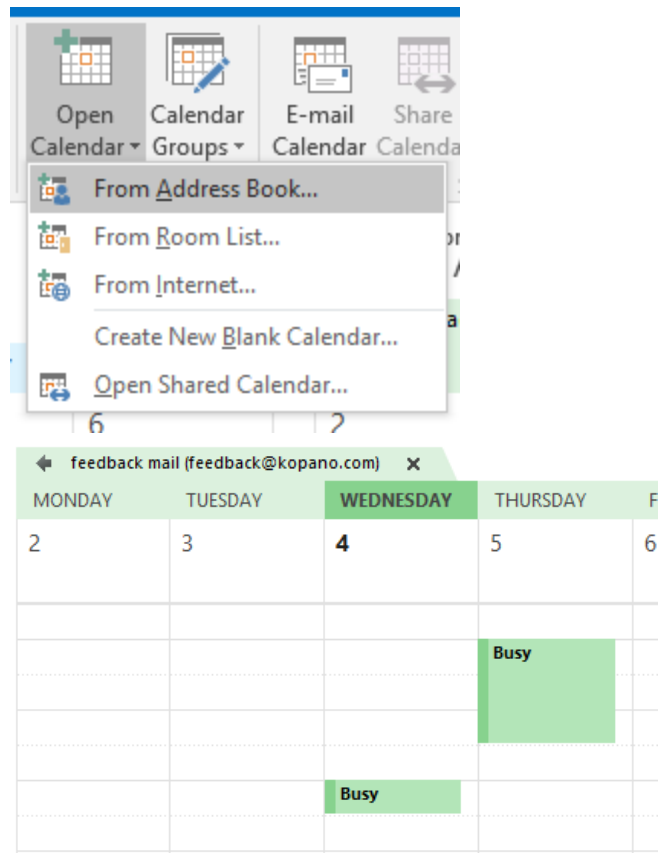 Open Calendar Groups E-mail Share
Calendar Groups Calendar
From Address Book...
From Room List...
From Internet...
Create New Blank Calendar...
Open Shared Calendar...
6 2
feedback mail (feedback@kopano.com)
MONDAY TUESDAY WEDNESDAY THURSDAY F
2 3 4 5 6
Busy
Busy